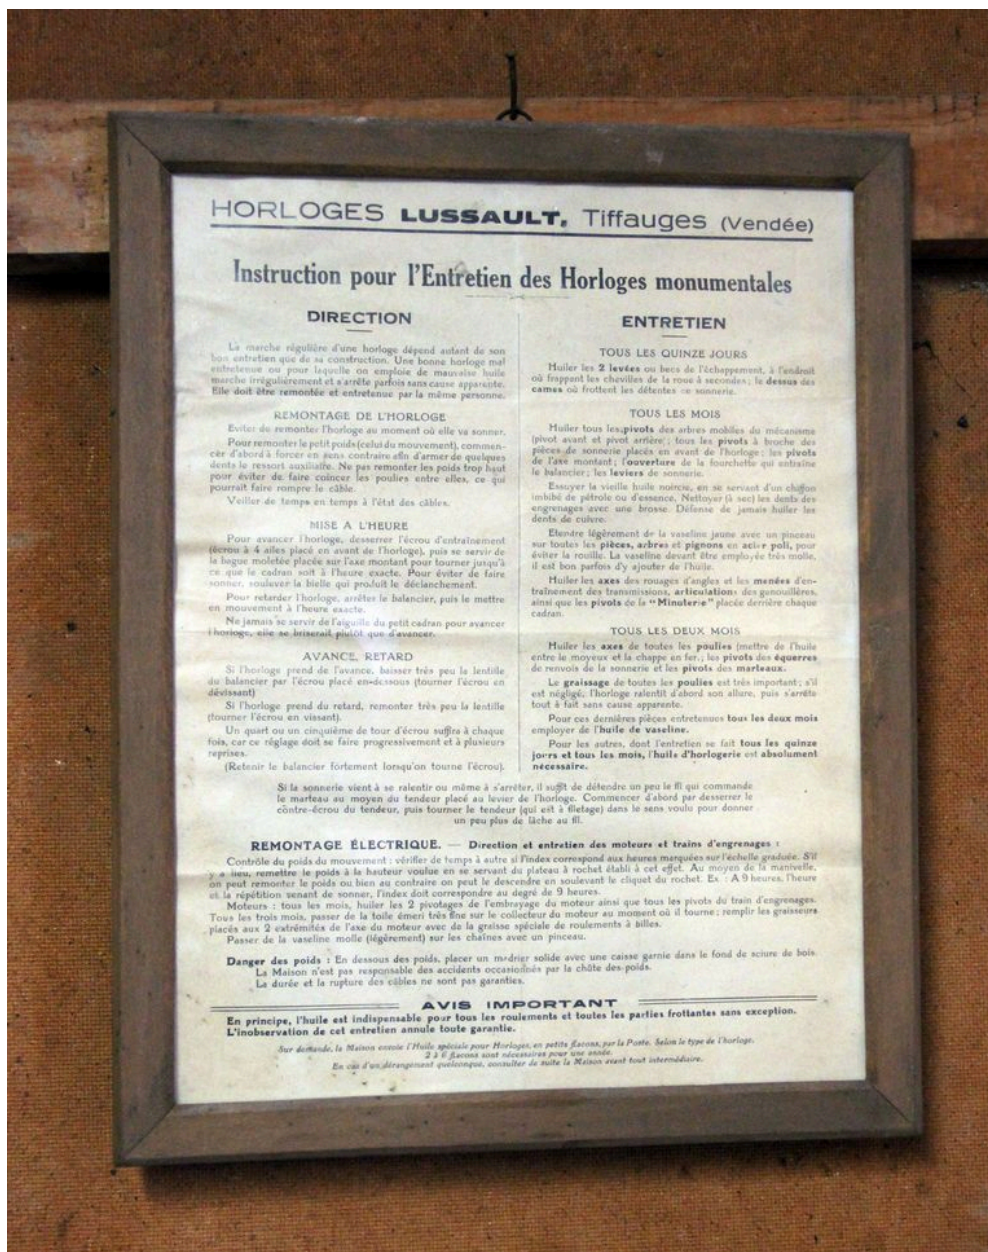 HORLOGES LUSSAULT, Tiffauges (Vendée)
Instruction pour l'Entretien des Horloges monumentales
DIRECTION
La marche régulière d'une horloge dépend autant de son
bon entretien que de sa construction. Une bonne horloge mal
entretenue ou pour laquelle on emploie de mauvaise huile
marche irrégulièrement et s'arrête parfois sans cause apparente.
Elle doit être remontée et entretenue par la même personne.
REMONTAGE DE L'HORLOGE
Eviter de remonter l'horloge au moment où elle va sonner.
Pour remonter le petit poids (celui du mouvement), commen-
cer d'abord à forcer en sens contraire afin d'armer de quelques
dents le ressort auxiliaire. Ne pas remonter les poids trop haut
pour éviter de faire coincer les poulies entre elles, ce qui
pourrait faire rompre le câble.
Veiller de temps en temps à l'état des câbles.
MISE A L'HEURE
Pour avancer l'horloge, desserrer l'écrou d'entraînement
(écrou à 4 ailes placé en avant de l'horloge), puis se servir de
la bague moletée placée sur l'axe montant pour tourner jusqu'à
ce que le cadran soit à l'heure exacte. Pour éviter de faire
sonner, soulever la bielle qui produit le déclanchement.
Pour retarder l'horloge, arrêtez le balancier, puis le mettre
en mouvement à l'heure exacte.
Ne jamais se servir de l'aiguille du petit cadran pour avancer
l'horloge, elle se briserait plutôt que d'avancer.
AVANCE, RETARD
Si l'horloge prend de l'avance, baisser très peu la lentille
du balancier par l'écrou placé en-dessous (tourner l'écrou en
dévissant)
Si l'horloge prend du retard, remonter très peu la lentille
(tourner l'écrou en vissant).
Un quart ou un cinquième de tour d'écrou suffira à chaque
fois, car ce réglage doit se faire progressivement et à plusieurs
reprises.
(Retenir le balancier fortement lorsqu'on tourne l'écrou).
ENTRETIEN
TOUS LES QUINZE JOURS
Huiler les 2 levées ou becs de l'échappement, à l'endroit
où frappent les chevilles de la roue à secondes; le dessus des
cames où frottent les détentes de sonnerie.
TOUS LES MOIS
Huiler tous les pivots des arbres mobiles du mécanisme
(pivot avant et pivot arrière; tous les pivots à broche des
pièces de sonnerie placés en avant de l'horloge; les pivots
de l'axe montant; l'ouverture de la fourchette qui entraîne
le balancier; les leviers de sonnerie.
Essuyer la vieille huile noircie, en se servant d'un chiffon
imbibé de pétrole ou d'essence. Nettoyer (à sec) les dents des
engrenages avec une brosse. Défense de jamais huiler les
dents de cuivre.
Etendre légèrement de la vaseline jaune avec un pinceau
sur toutes les pièces, arbres et pignons en acier poli, pour
éviter la rouille. La vaseline devant être employée très molle,
il est bon parfois d'y ajouter de l'huile.
Huiler les axes des rouages d'angles et les menées d'en-
traînement des transmissions, articulations des genouillères,
ainsi que les pivots de la "Minuterie" placée derrière chaque
cadran.
TOUS LES DEUX MOIS
Huiler les axes de toutes les poulies (mettre de l'huile
entre le moyeux et la chappe en fer; les pivots des équerres
de renvois de la sonnerie et les pivots des marteaux.
Le graissage de toutes les poulies est très important; s'il
est négligé, l'horloge ralentit d'abord son allure, puis s'arrête
tout à fait sans cause apparente.
Pour ces dernières pièces entretenues tous les deux mois
employer de l'huile de vaseline.
Pour les autres, dont l'entretien se fait tous les quinze
jours et tous les mois, l'huile d'horlogerie est absolument
nécessaire.
Si la sonnerie vient à se ralentir ou même à s'arrêter, il suffit de détendre un peu le fil qui commande
le marteau au moyen du tendeur placé au levier de l'horloge. Commencer d'abord par desserrer le
contre-écrou du tendeur, puis tourner le tendeur (qui est à filetage) dans le sens voulu pour donner
un peu plus de lâche au fil.
REMONTAGE ÉLECTRIQUE. — Direction et entretien des moteurs et trains d'engrenages :
Contrôle du poids du mouvement : vérifier de temps à autre si l'index correspond aux heures marquées sur l'échelle graduée. S'il
y a lieu, remettre le poids à la hauteur voulue en se servant du plateau à rochet établi à cet effet. Au moyen de la manivelle,
on peut remonter le poids ou bien au contraire on peut le descendre en soulevant le cliquet du rochet. Ex : A 9 heures, l'heure
et la répétition venant de sonner, l'index doit correspondre au degré de 9 heures.
Moteurs : tous les mois, huiler les 2 pivotages de l'embrayage du moteur ainsi que tous les pivots du train d'engrenages.
Tous les trois mois, passer de la toile émeri très fine sur le collecteur du moteur au moment où il tourne; remplir les graisseurs
placés aux 2 extrémités de l'axe du moteur avec de la graisse spéciale de roulements à billes.
Passer de la vaseline molle (légèrement) sur les chaînes avec un pinceau.
Danger des poids : En dessous des poids, placer un madrier solide avec une caisse garnie dans le fond de sciure de bois.
La Maison n'est pas responsable des accidents occasionnés par la chûte des poids.
La durée et la rupture des câbles ne sont pas garanties.
AVIS IMPORTANT
En principe, l'huile est indispensable pour tous les roulements et toutes les parties frottantes sans exception.
L'inobservation de cet entretien annule toute garantie.
Sur demande, la Maison envoie l'Huile spéciale pour Horloges, en petits flacons, par la Poste. Selon le type de l'horloge,
2 à 6 flacons sont nécessaires pour une année.
En cas d'un dérangement quelconque, consulter de suite la Maison avant tout intermédiaire.